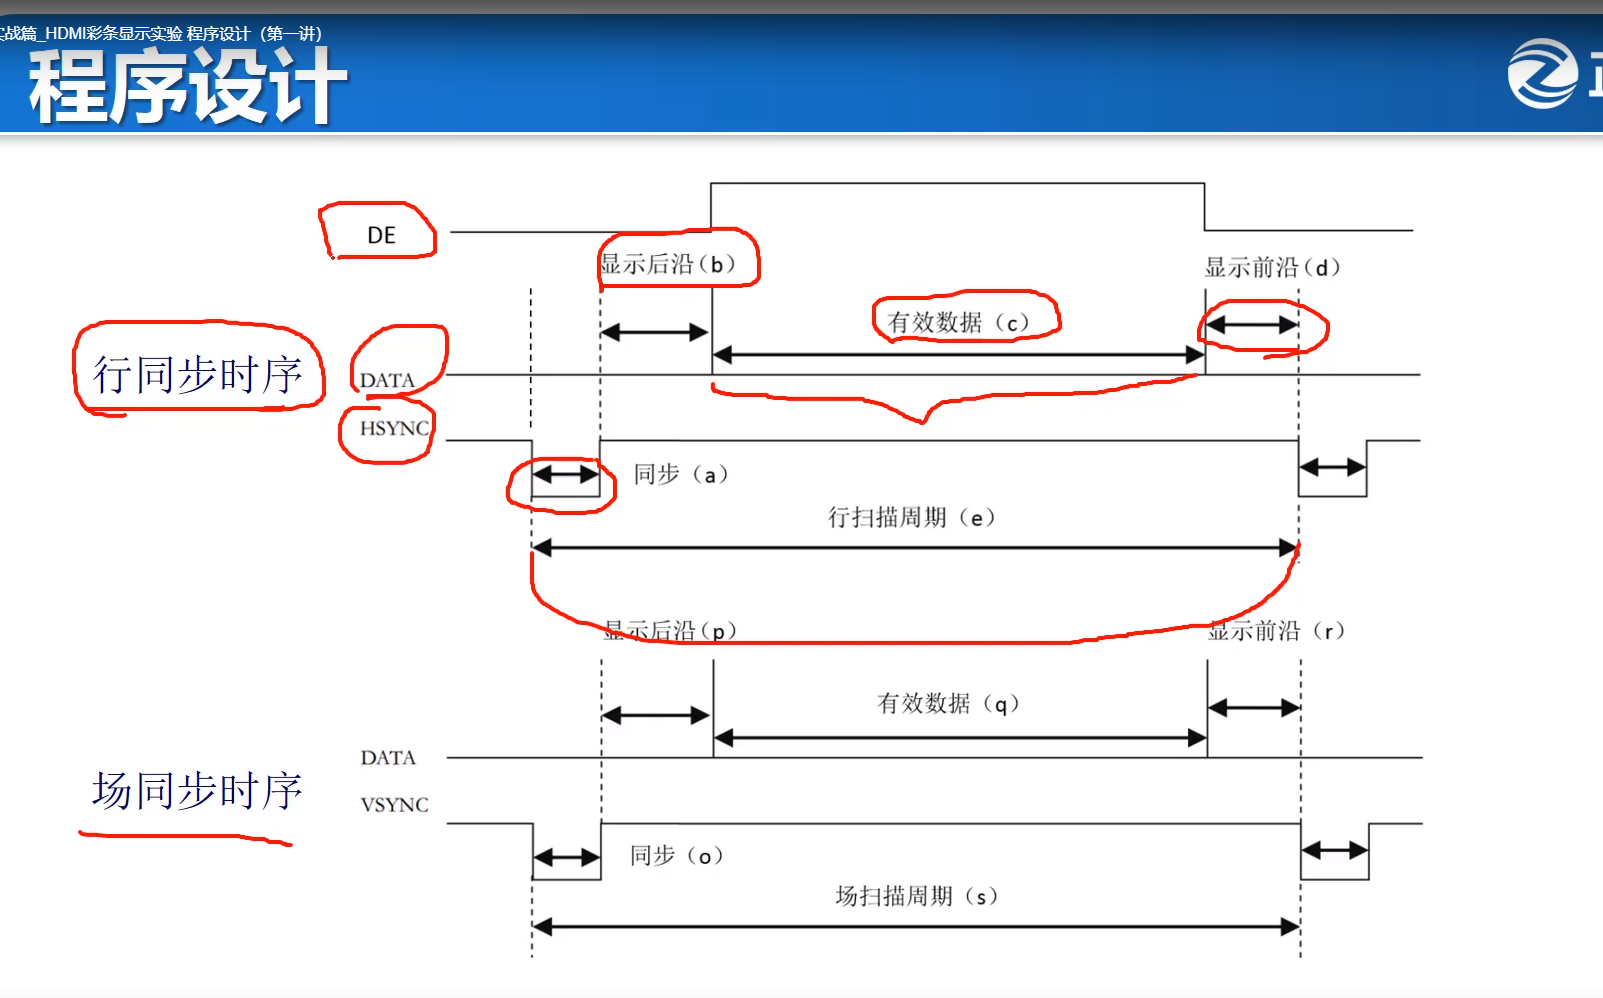 实战篇_HDMI彩条显示实验 程序设计（第一讲）
程序设计
DE
显示后沿（b）
显示前沿（d）
有效数据（c）
行同步时序
DATA
HSYNC
同步（a）
行扫描周期（e）
显示后沿（p）
显示前沿（r）
有效数据（q）
DATA
场同步时序
VSYNC
同步（o）
场扫描周期（s）